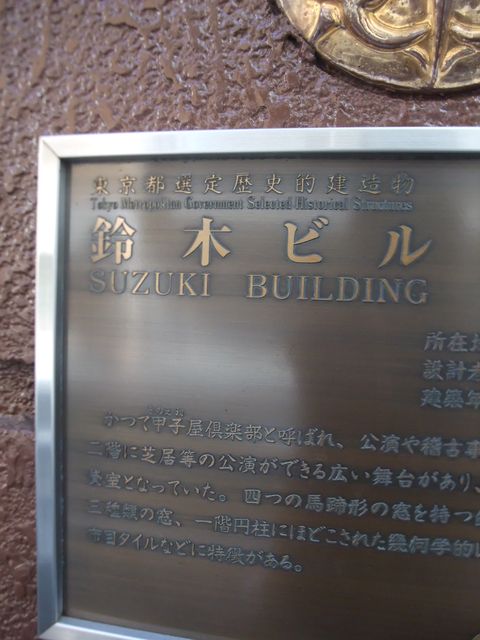 東京都選定歴史的建造物
Tokyo Metropolitan Government Selected Historical Structures
鈴木ビル
SUZUKI BUILDING
所在
設計
建築年
かつて甲子屋倶楽部と呼ばれ、公演や稽古事
二階に芝居等の公演ができる広い舞台があり、
室となっていた。四つの馬蹄形の窓を持つ
三種類の窓、一階円柱にほどこされた幾何学的
市目タイルなどに特徴がある。